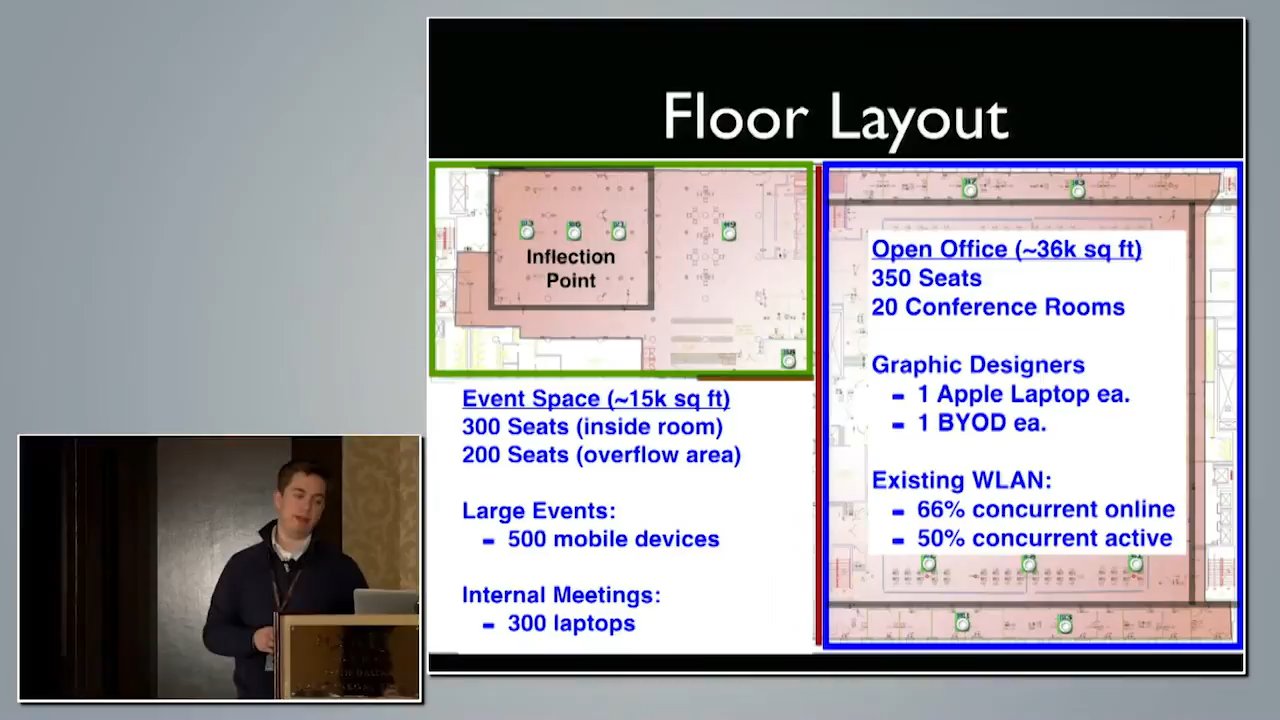 Floor Layout
Inflection
Point
Event Space (~15k sq ft)
300 Seats (inside room)
200 Seats (overflow area)
Large Events:
- 500 mobile devices
Internal Meetings:
- 300 laptops
Open Office (~36k sq ft)
350 Seats
20 Conference Rooms
Graphic Designers
- 1 Apple Laptop ea.
- 1 BYOD ea.
Existing WLAN:
- 66% concurrent online
- 50% concurrent active